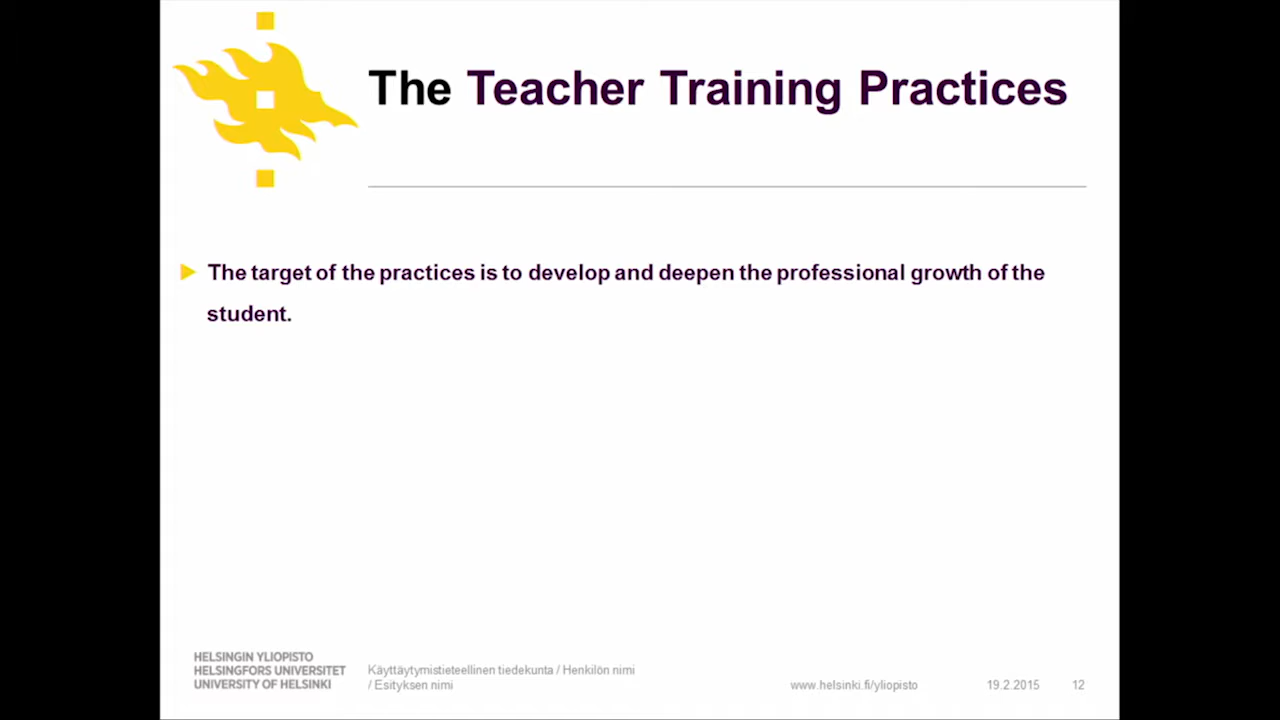 The Teacher Training Practices
The target of the practices is to develop and deepen the professional growth of the
student.
HELSINGIN YLIOPISTO
HELSINGFORS UNIVERSITET
UNIVERSITY OF HELSINKI
Käyttäytymistieteellinen tiedekunta / Henkilön nimi
/ Esityksen nimi
www.helsinki.fi/yliopisto
19.2.2015
12